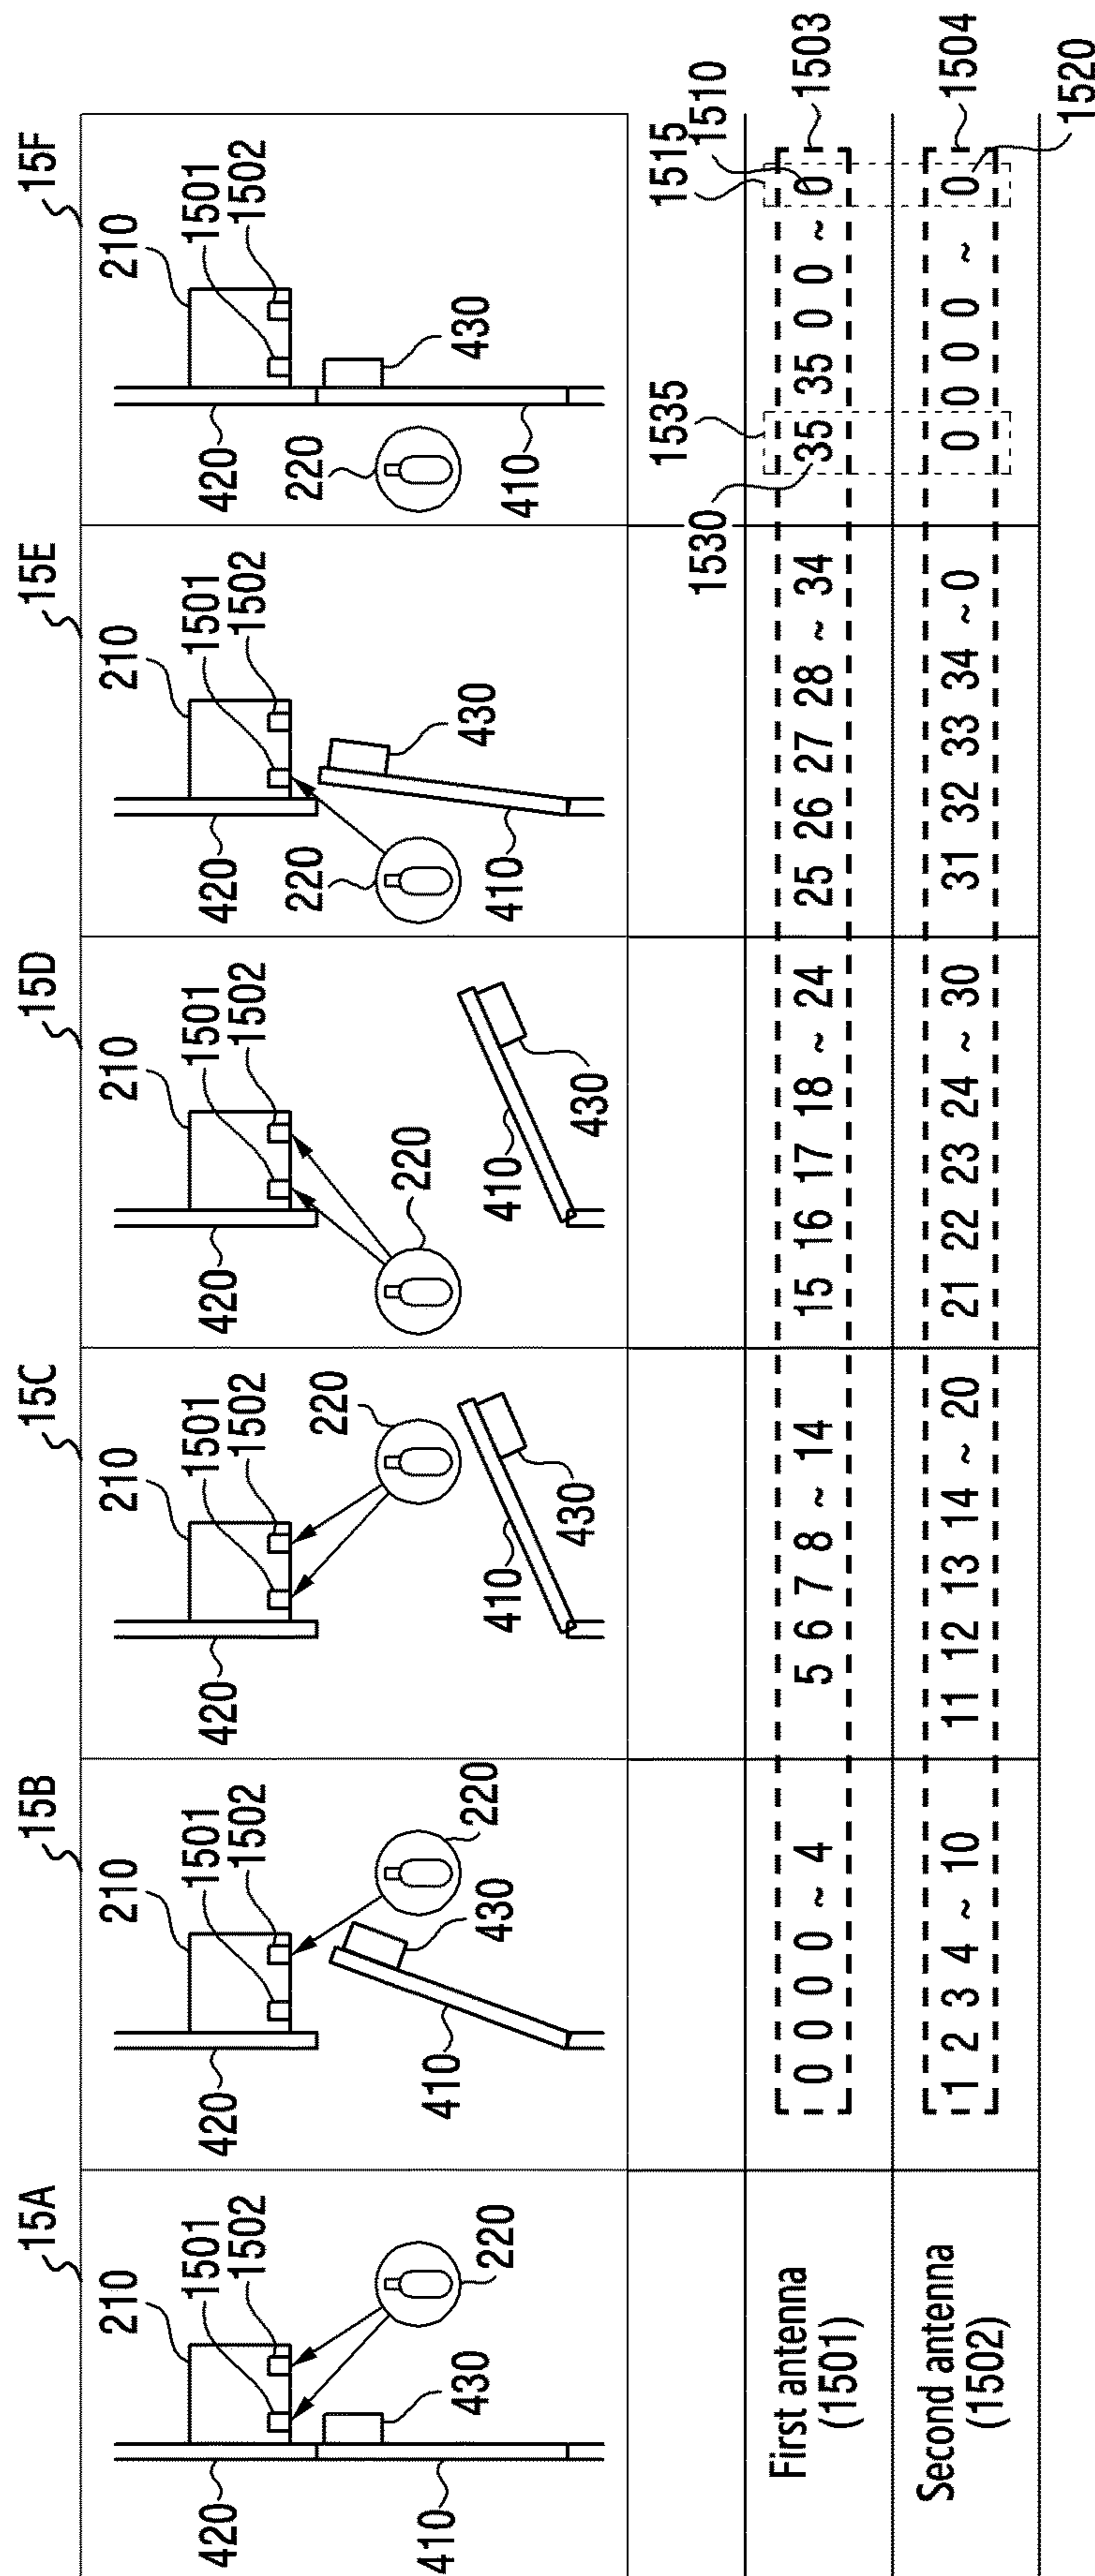 15A
210
1501
1502
420
220
430
410
15B
210
1501
1502
420
220
430
410
15C
210
1501
1502
420
220
410
430
15D
210
1501
1502
420
220
410
430
15E
210
1501
1502
420
220
430
410
15F
210
1501
1502
420
220
430
410
1530
1535
1515
1510
First antenna
(1501)
0 0 0 0 ~ 4
5 6 7 8 ~ 14
15 16 17 18 ~ 24
25 26 27 28 ~ 34
35 35 0 0 ~ 0
1503
Second antenna
(1502)
1 2 3 4 ~ 10
11 12 13 14 ~ 20
21 22 23 24 ~ 30
31 32 33 34 ~ 0
0 0 0 0 ~ 0
1504
1520